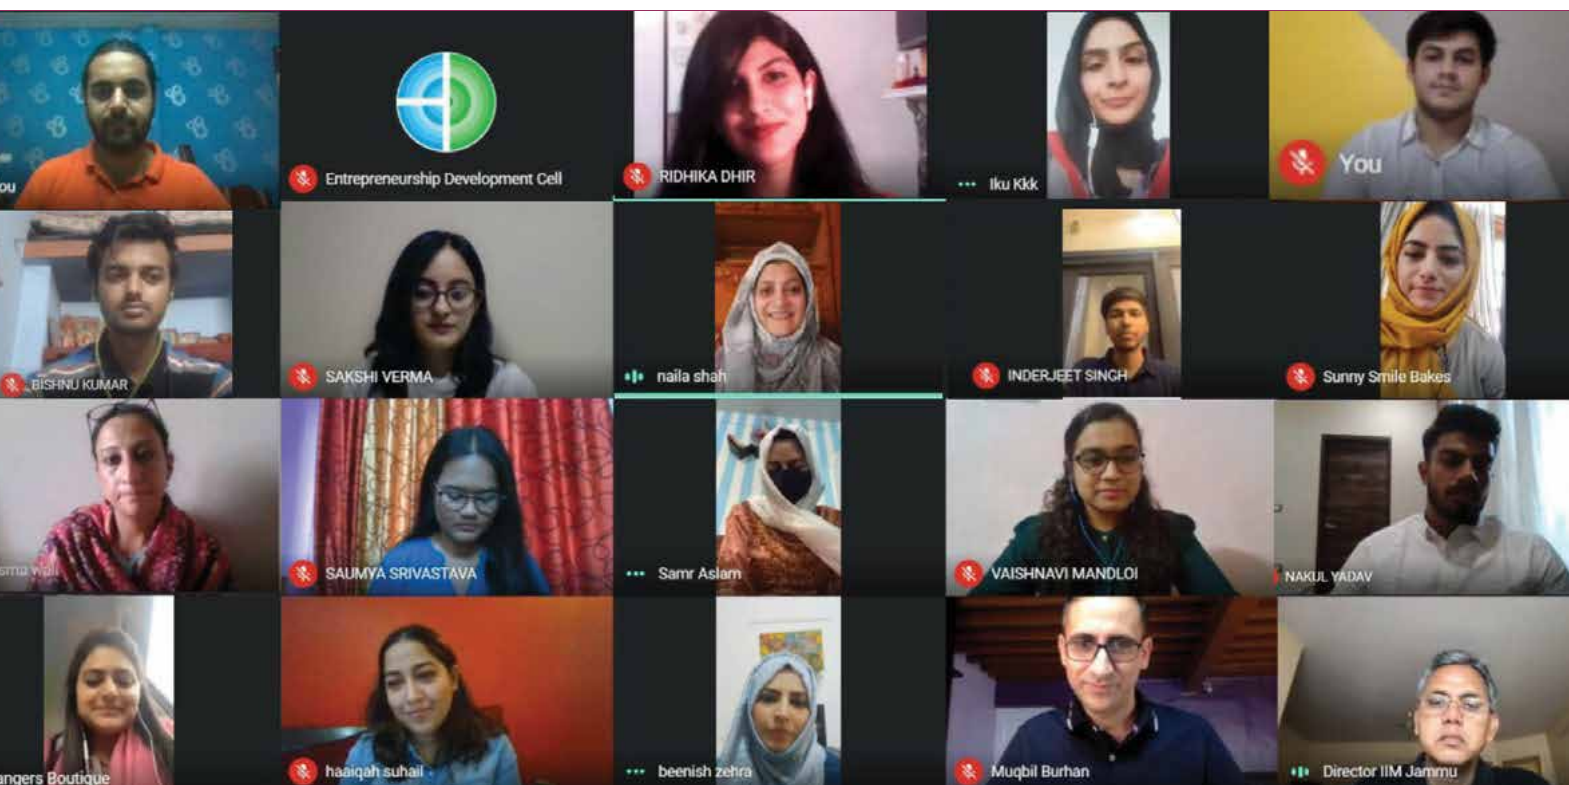 ou
Entrepreneurship Development Cell
RIDHIKA DHIR
Iku Kkk
You
BISHNU KUMAR
SAKSHI VERMA
naila shah
INDERJEET SINGH
Sunny Smile Bakes
sma wali
SAUMYA SRIVASTAVA
Samr Aslam
VAISHNAVI MANDLOI
NAKUL YADAV
angers Boutique
haaiqah suhail
beenish zehra
Muqbil Burhan
Director IIM Jammu